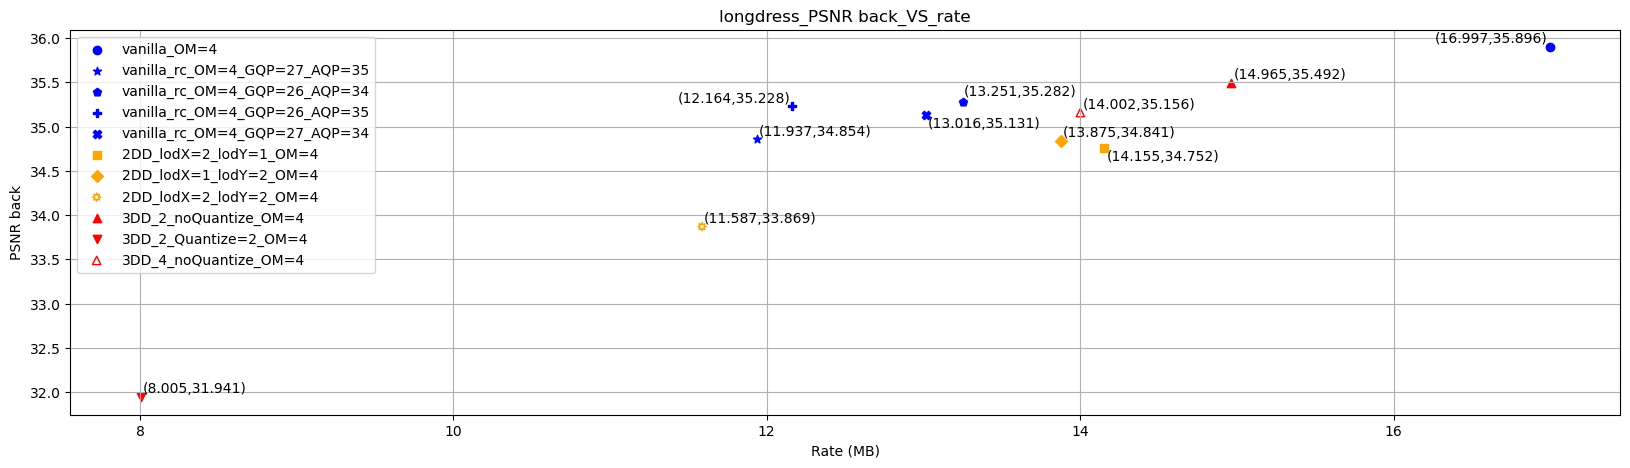 longdress_PSNR back_VS_rate
PSNR back
36.0
35.5
35.0
34.5
34.0
33.5
33.0
32.5
32.0
vanilla_OM=4
vanilla_rc_OM=4_GQP=27_AQP=35
vanilla_rc_OM=4_GQP=26_AQP=34
vanilla_rc_OM=4_GQP=26_AQP=35
vanilla_rc_OM=4_GQP=27_AQP=34
2DD_lodX=2_lodY=1_OM=4
2DD_lodX=1_lodY=2_OM=4
2DD_lodX=2_lodY=2_OM=4
3DD_2_noQuantize_OM=4
3DD_2_Quantize=2_OM=4
3DD_4_noQuantize_OM=4
(16.997,35.896)
(14.965,35.492)
(13.251,35.282)
(12.164,35.228)
(14.002,35.156)
(13.016,35.131)
(11.937,34.854)
(13.875,34.841)
(14.155,34.752)
(11.587,33.869)
(8.005,31.941)
8
10
12
14
16
Rate (MB)